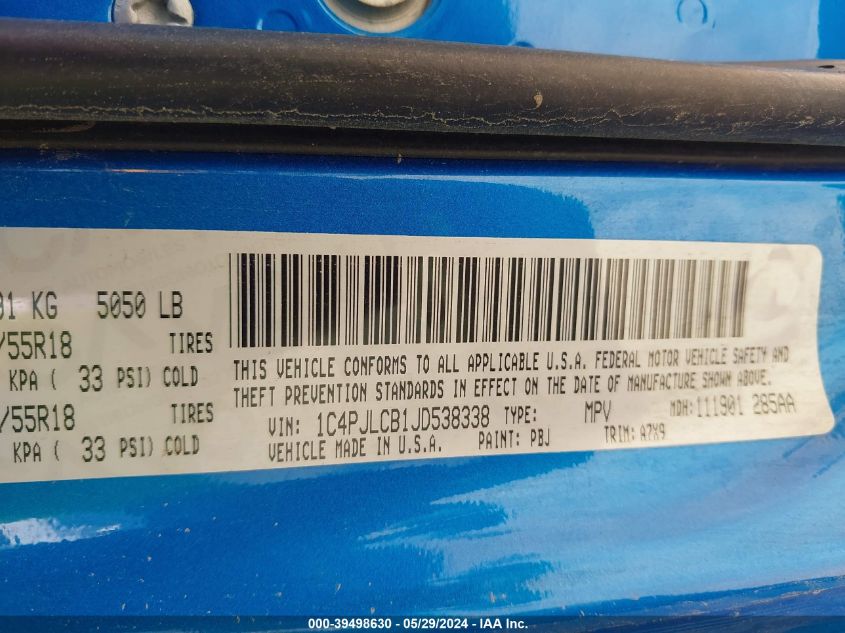 91 KG 5050 LB
/55R18 TIRES
KPA ( 33 PSI) COLD
/55R18 TIRES
KPA ( 33 PSI) COLD
THIS VEHICLE CONFORMS TO ALL APPLICABLE U.S.A. FEDERAL MOTOR VEHICLE SAFETY AND
THEFT PREVENTION STANDARDS IN EFFECT ON THE DATE OF MANUFACTURE SHOWN ABOVE.
VIN: 1C4PJLCB1JD538338 TYPE: MPV MDH: 111901 285AA
VEHICLE MADE IN U.S.A. PAINT: PBJ TRIM: A7X9
000-39498630 - 05/29/2024 - IAA Inc.